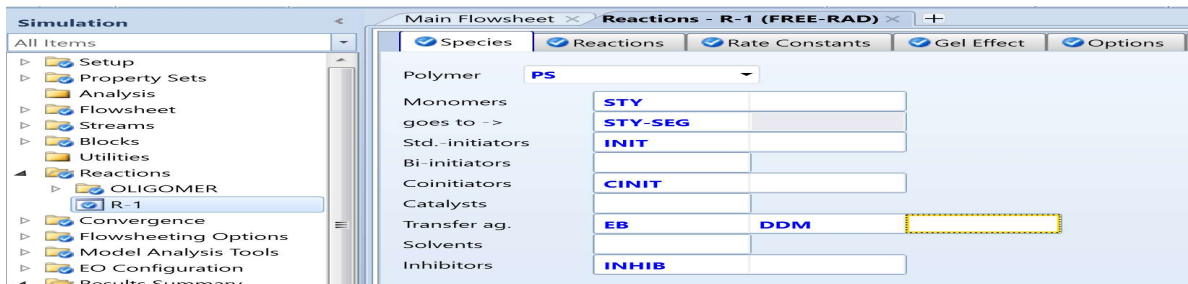 Simulation <
All Items
Setup
Property Sets
Analysis
Flowsheet
Streams
Blocks
Utilities
Reactions
OLIGOMER
R-1
Convergence
Flowsheeting Options
Model Analysis Tools
EO Configuration
Results Summary
Main Flowsheet × Reactions - R-1 (FREE-RAD) × +
Species Reactions Rate Constants Gel Effect Options
Polymer PS
Monomers STY
goes to -> STY-SEG
Std.-initiators INIT
Bi-initiators
Coinitiators CINIT
Catalysts
Transfer ag. EB DDM
Solvents
Inhibitors INHIB